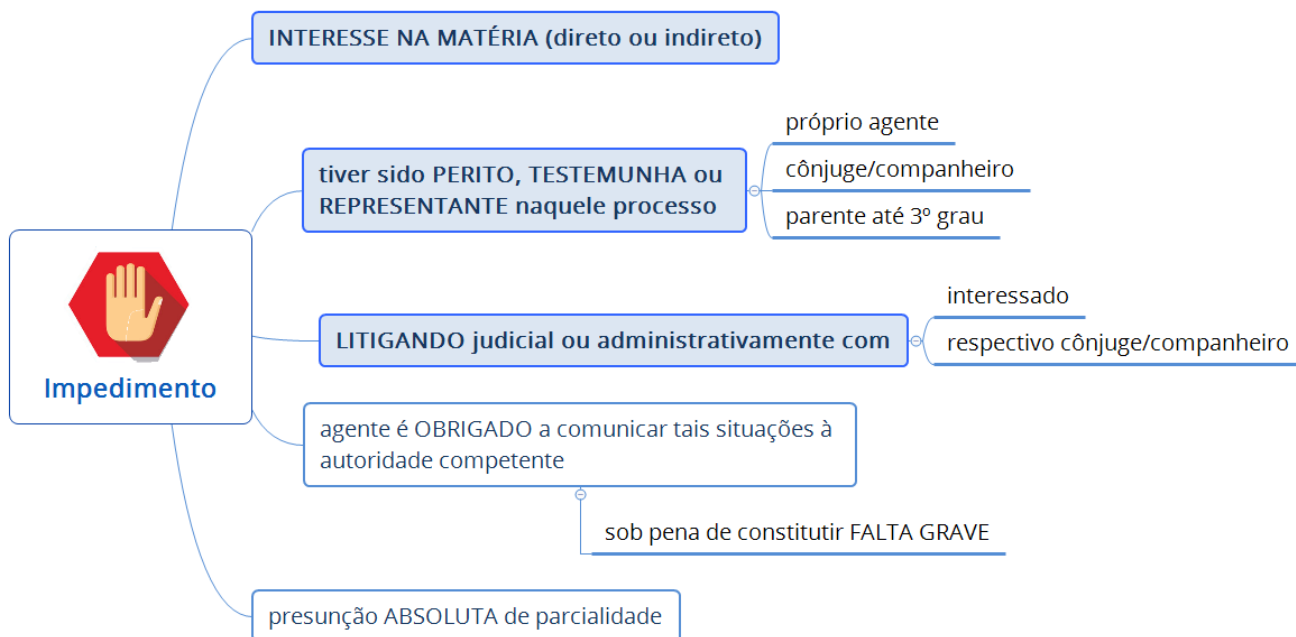 INTERESSE NA MATÉRIA (direto ou indireto)
tiver sido PERITO, TESTEMUNHA ou
REPRESENTANTE naquele processo
próprio agente
cônjuge/companheiro
parente até 3º grau
Impedimento
LITIGANDO judicial ou administrativamente com
interessado
respectivo cônjuge/companheiro
agente é OBRIGADO a comunicar tais situações à
autoridade competente
sob pena de constitutir FALTA GRAVE
presunção ABSOLUTA de parcialidade